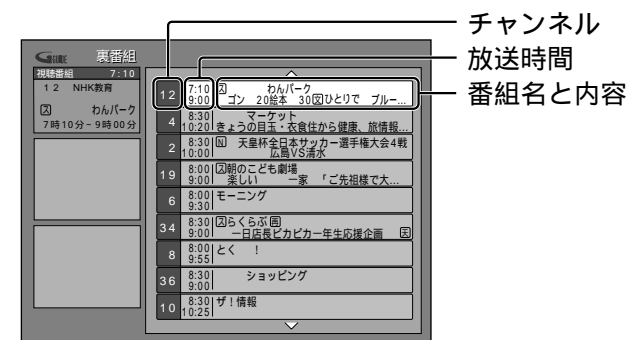 チャンネル
放送時間
番組名と内容
GGUIDE 裏番組
視聴番組 7:10
12 NHK教育
ス わんパーク
7時10分-9時00分
12 7:10 9:00 ス わんパーク
ゴン 20絵本 30文ひとりで ブルー...
4 8:30 10:20 マーケット
きょうの目玉・衣食住から健康、旅情報...
2 8:30 10:00 N 天皇杯全日本サッカー選手権大会4戦
広島VS清水
19 8:00 9:00 ス朝のこども劇場
楽しい 一家 「ご先祖様で大...
6 8:00 9:30 モーニング
34 8:30 9:00 スらくらぶ画
一日店長ピカピカ一年生応援企画 天
8 8:00 9:55 とく !
36 8:30 9:00 ショッピング
10 8:30 10:25 ザ!情報